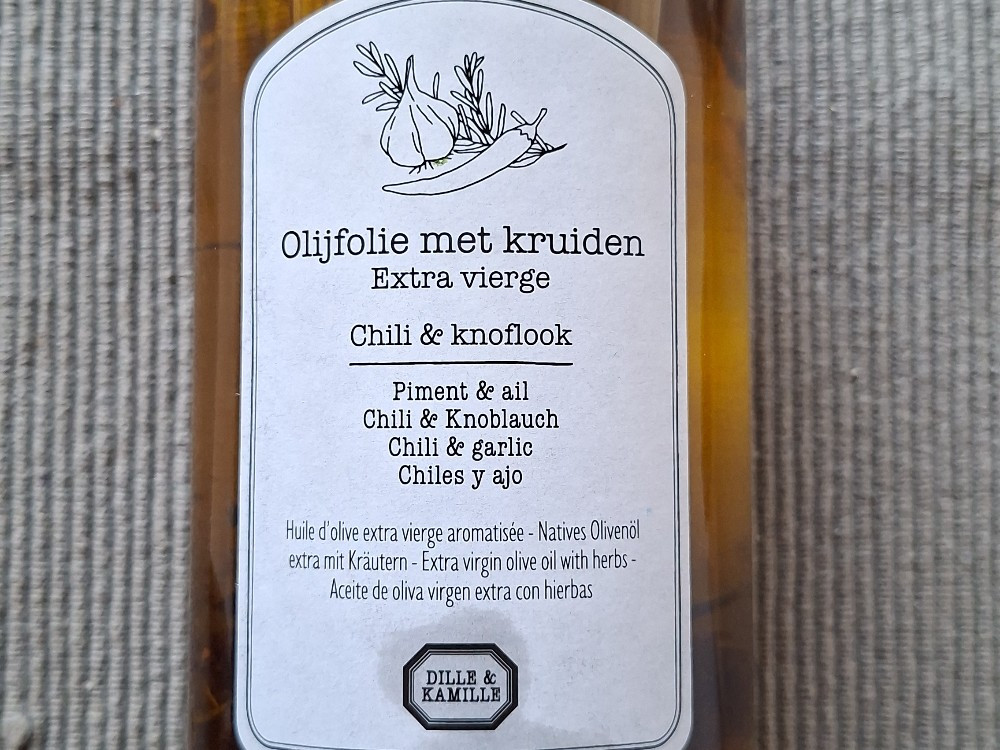 Olijfolie met kruiden
Extra vierge
Chili & knoflook
Piment & ail
Chili & Knoblauch
Chili & garlic
Chiles y ajo
Huile d'olive extra vierge aromatisée - Natives Olivenöl
extra mit Kräutern - Extra virgin olive oil with herbs -
Aceite de oliva virgen extra con hierbas
DILLE &
KAMILLE